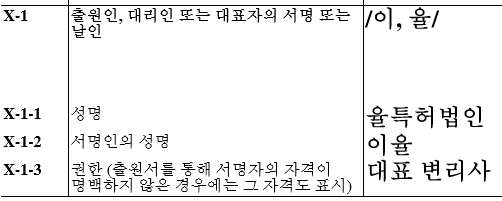 X-1 출원인, 대리인 또는 대표자의 서명 또는 /이, 율/
날인
X-1-1 성명 율특허법인
X-1-2 서명인의 성명 이율
X-1-3 권한 (출원서를 통해 서명자의 자격이 대표 변리사
명백하지 않은 경우에는 그 자격도 표시)